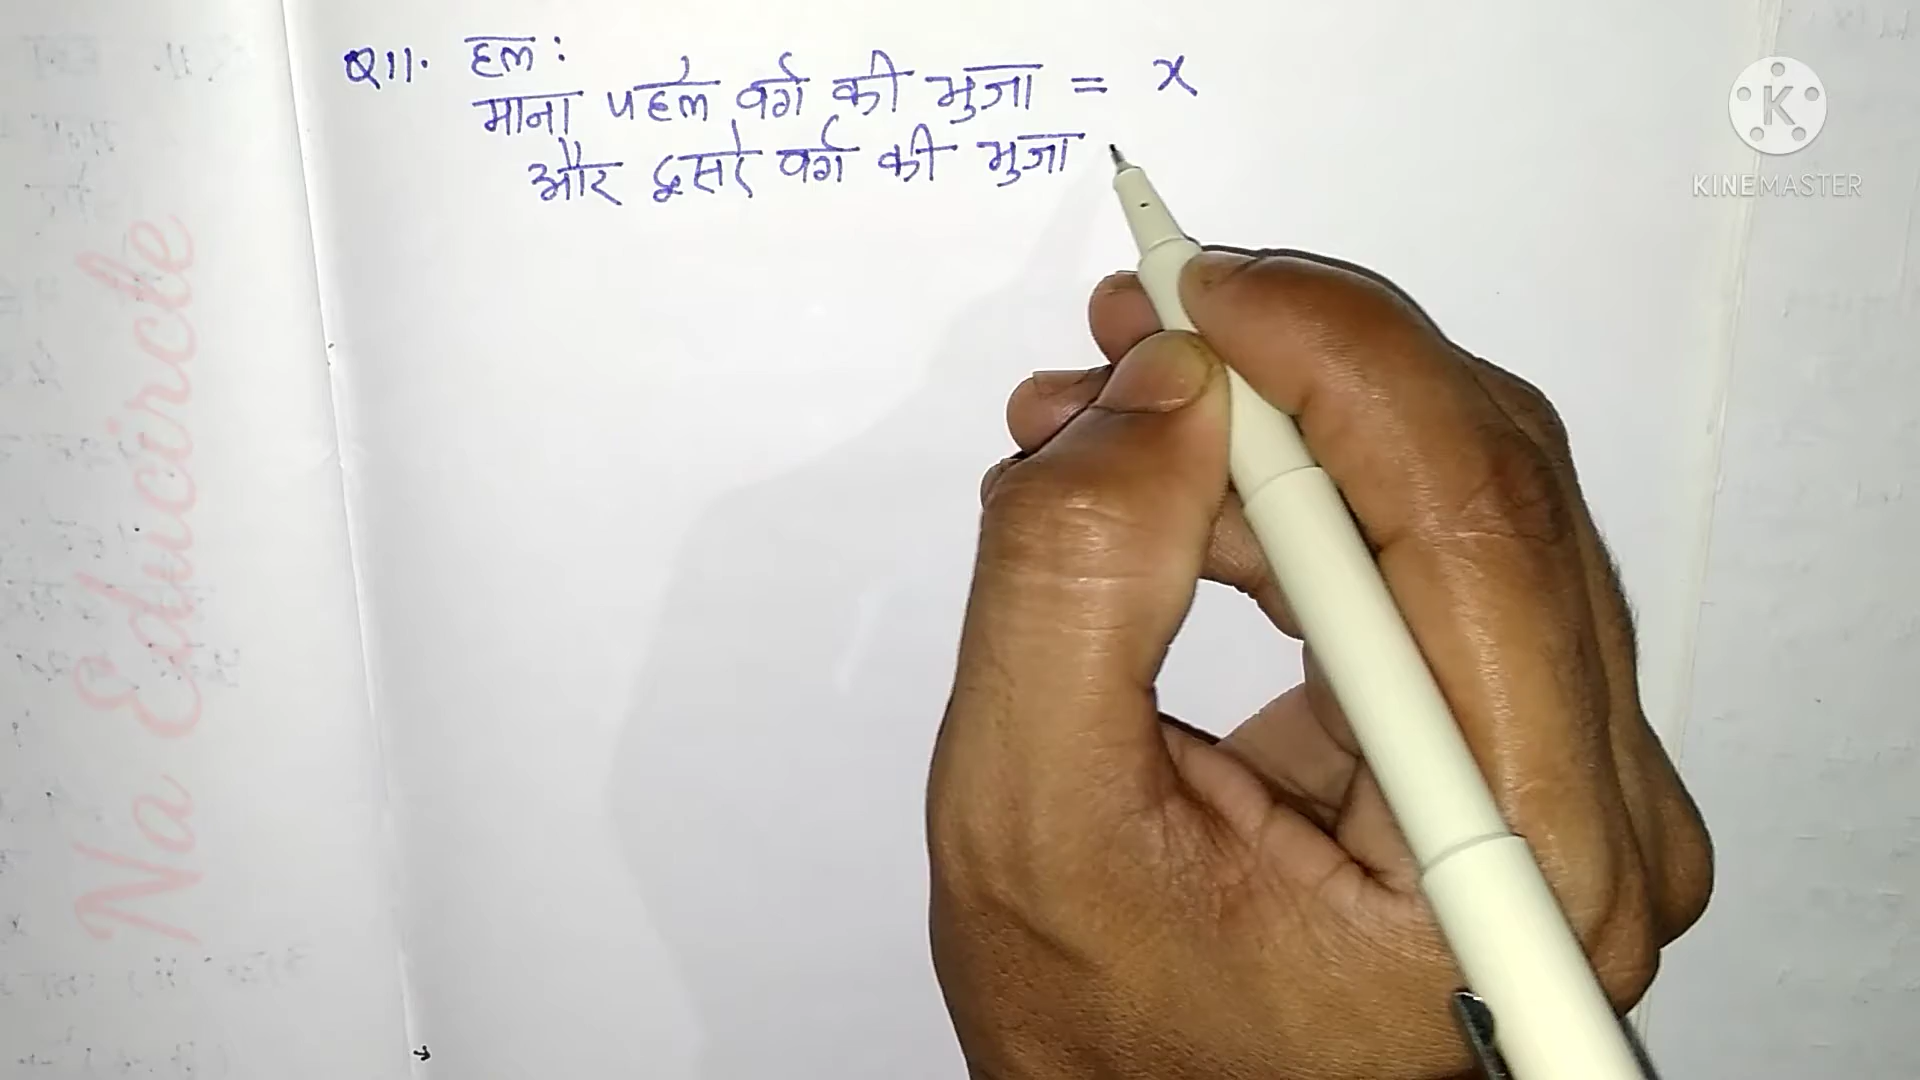 Q11. हल :
माना पहले वर्ग की भुजा = x
और दूसरे वर्ग की भुजा
K
KINEMASTER
Na Educircle